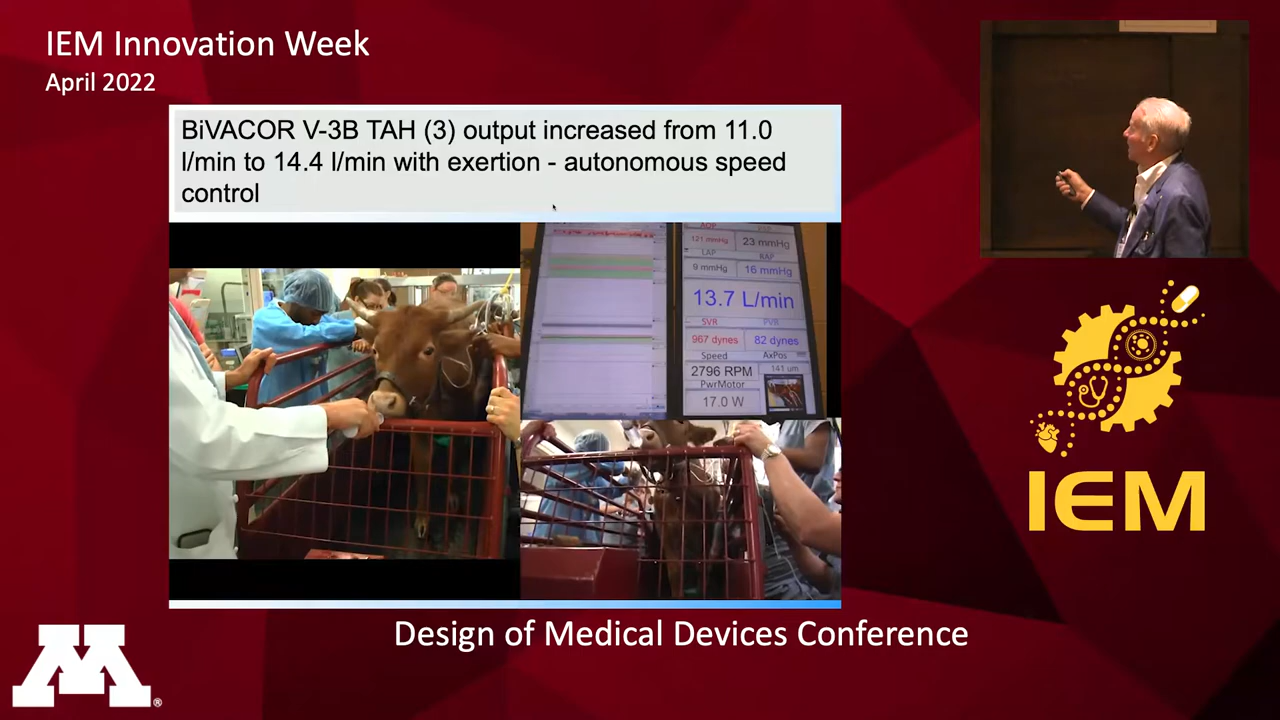 IEM Innovation Week
April 2022
BiVACOR V-3B TAH (3) output increased from 11.0
l/min to 14.4 l/min with exertion - autonomous speed
control
AOP
121 mmHg
23 mmHg
LAP
RAP
9 mmHg
16 mmHg
13.7 L/min
SVR
PVR
967 dynes
82 dynes
Speed
AxPos
2796 RPM
141 um
PwrMotor
17.0 W
IEM
Design of Medical Devices Conference
M®